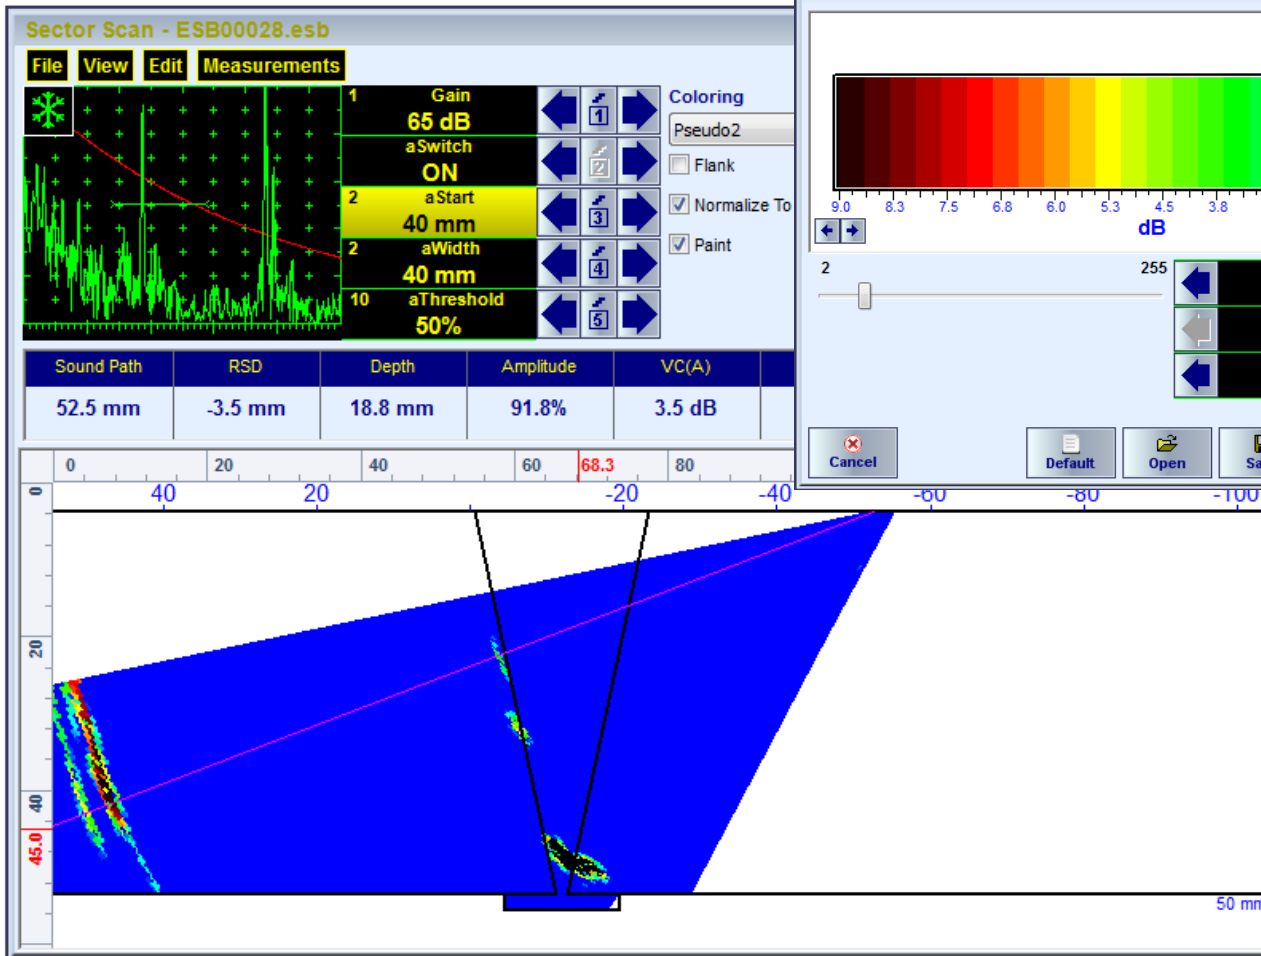 Sector Scan - ESB00028.esb
File View Edit Measurements
1 Gain
65 dB
1
aSwitch
ON
2
2 aStart
40 mm
3
2 aWidth
40 mm
4
10 aThreshold
50%
5
Coloring
Pseudo2
Flank
Normalize To
Paint
9.0 8.3 7.5 6.8 6.0 5.3 4.5 3.8
dB
2 255
Cancel Default Open Sa
Sound Path RSD Depth Amplitude VC(A)
52.5 mm -3.5 mm 18.8 mm 91.8% 3.5 dB
0 20 40 60 68.3 80
40 20 -20 -40 -60 -80 -100
0
20
40
45.0
50 mm